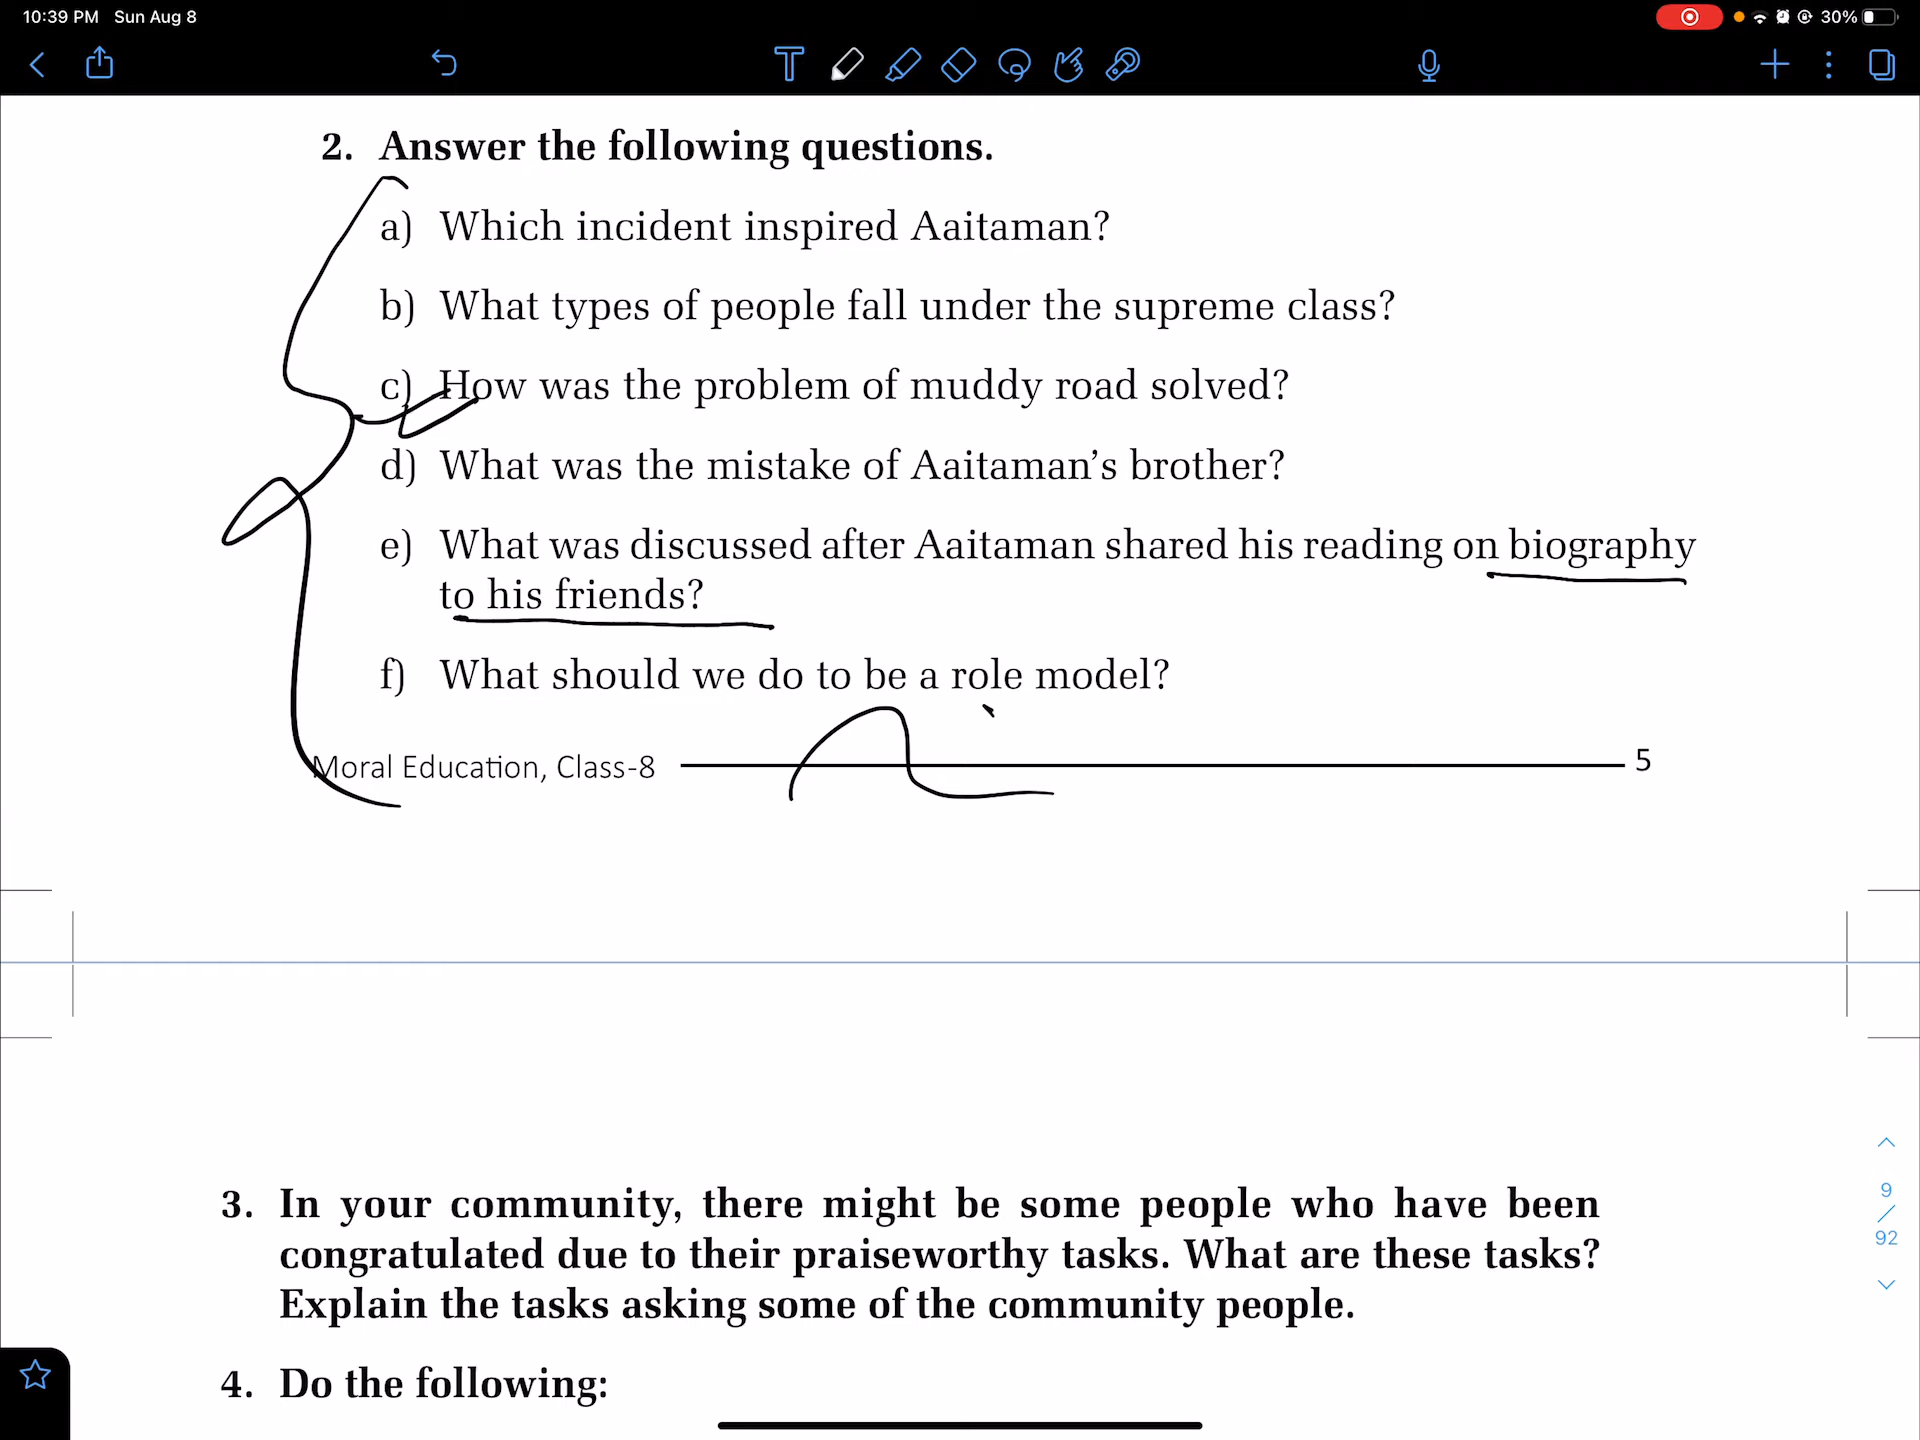 10:39 PM Sun Aug 8 30%
2. Answer the following questions.
a) Which incident inspired Aaitaman?
b) What types of people fall under the supreme class?
c) How was the problem of muddy road solved?
d) What was the mistake of Aaitaman’s brother?
e) What was discussed after Aaitaman shared his reading on biography
to his friends?
f) What should we do to be a role model?
Moral Education, Class-8 5
3. In your community, there might be some people who have been
congratulated due to their praiseworthy tasks. What are these tasks?
Explain the tasks asking some of the community people.
4. Do the following:
9
/
92